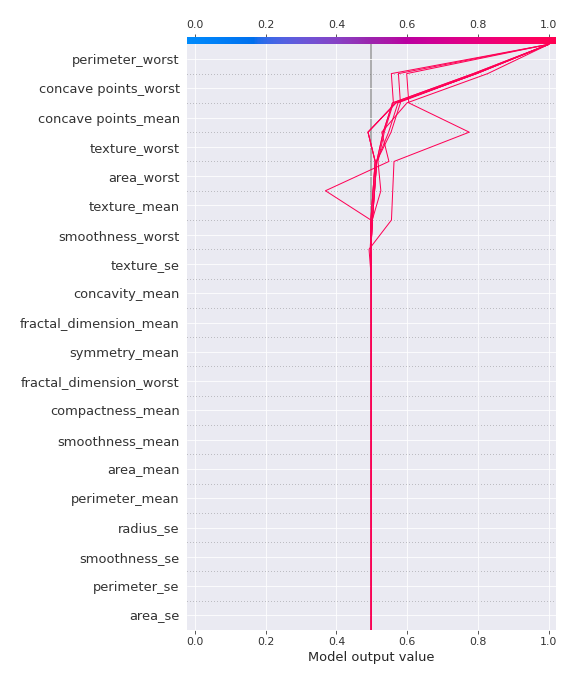 0.0 0.2 0.4 0.6 0.8 1.0
perimeter_worst
concave points_worst
concave points_mean
texture_worst
area_worst
texture_mean
smoothness_worst
texture_se
concavity_mean
fractal_dimension_mean
symmetry_mean
fractal_dimension_worst
compactness_mean
smoothness_mean
area_mean
perimeter_mean
radius_se
smoothness_se
perimeter_se
area_se
0.0 0.2 0.4 0.6 0.8 1.0
Model output value